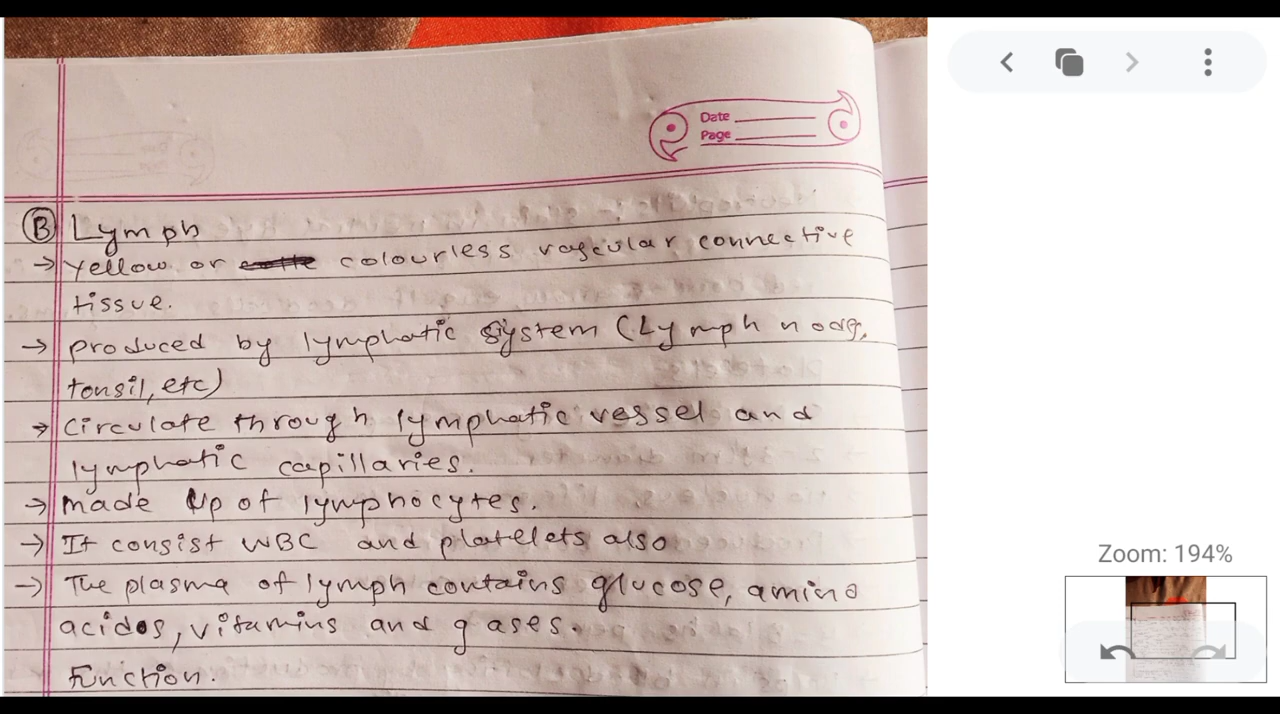 Date
Page
B Lymph
→ Yellow or colourless vascular connective
tissue.
→ produced by lymphatic system (Lymph nodes,
tonsil, etc)
→ Circulate through lymphatic vessel and
lymphatic capillaries.
→ made up of lymphocytes.
→ It consist WBC and platelets also
→ The plasma of lymph contains glucose, amino
acids, vitamins and gases.
Function.
Zoom: 194%